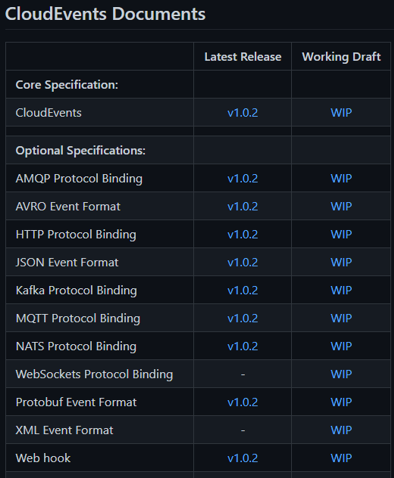 CloudEvents Documents
Latest Release Working Draft
Core Specification:
CloudEvents v1.0.2 WIP
Optional Specifications:
AMQP Protocol Binding v1.0.2 WIP
AVRO Event Format v1.0.2 WIP
HTTP Protocol Binding v1.0.2 WIP
JSON Event Format v1.0.2 WIP
Kafka Protocol Binding v1.0.2 WIP
MQTT Protocol Binding v1.0.2 WIP
NATS Protocol Binding v1.0.2 WIP
WebSockets Protocol Binding - WIP
Protobuf Event Format v1.0.2 WIP
XML Event Format - WIP
Web hook v1.0.2 WIP